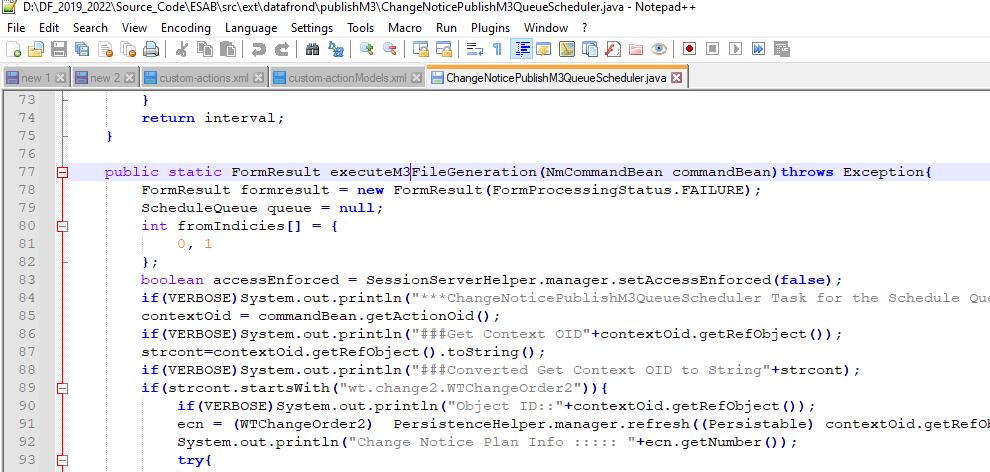 D:\DF_2019_2022\Source_Code\ESAB\src\ext\datafrond\publishM3\ChangeNoticePublishM3QueueScheduler.java - Notepad++
File Edit Search View Encoding Language Settings Tools Macro Run Plugins Window ?
new 1 new 2 custom-actions.xml custom-actionModels.xml ChangeNoticePublishM3QueueScheduler.java
73 }
74 return interval;
75 }
76
77 public static FormResult executeM3FileGeneration(NmCommandBean commandBean)throws Exception{
78 FormResult formresult = new FormResult(FormProcessingStatus.FAILURE);
79 ScheduleQueue queue = null;
80 int fromIndicies[] = {
81 0, 1
82 };
83 boolean accessEnforced = SessionServerHelper.manager.setAccessEnforced(false);
84 if(VERBOSE)System.out.println("***ChangeNoticePublishM3QueueScheduler Task for the Schedule Que
85 contextOid = commandBean.getActionOid();
86 if(VERBOSE)System.out.println("###Get Context OID"+contextOid.getRefObject());
87 strcont=contextOid.getRefObject().toString();
88 if(VERBOSE)System.out.println("###Converted Get Context OID to String"+strcont);
89 if(strcont.startsWith("wt.change2.WTChangeOrder2")){
90 if(VERBOSE)System.out.println("Object ID::"+contextOid.getRefObject());
91 ecn = (WTChangeOrder2) PersistenceHelper.manager.refresh((Persistable) contextOid.getRefOb
92 System.out.println("Change Notice Plan Info ::::: "+ecn.getNumber());
93 try{